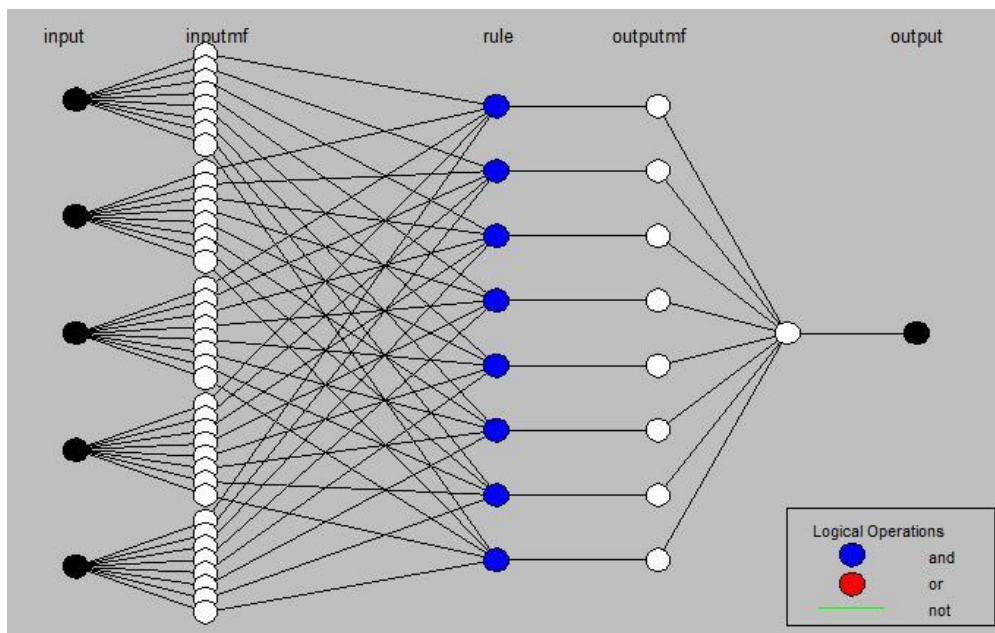 input inputmf rule outputmf output
Logical Operations
and
or
not